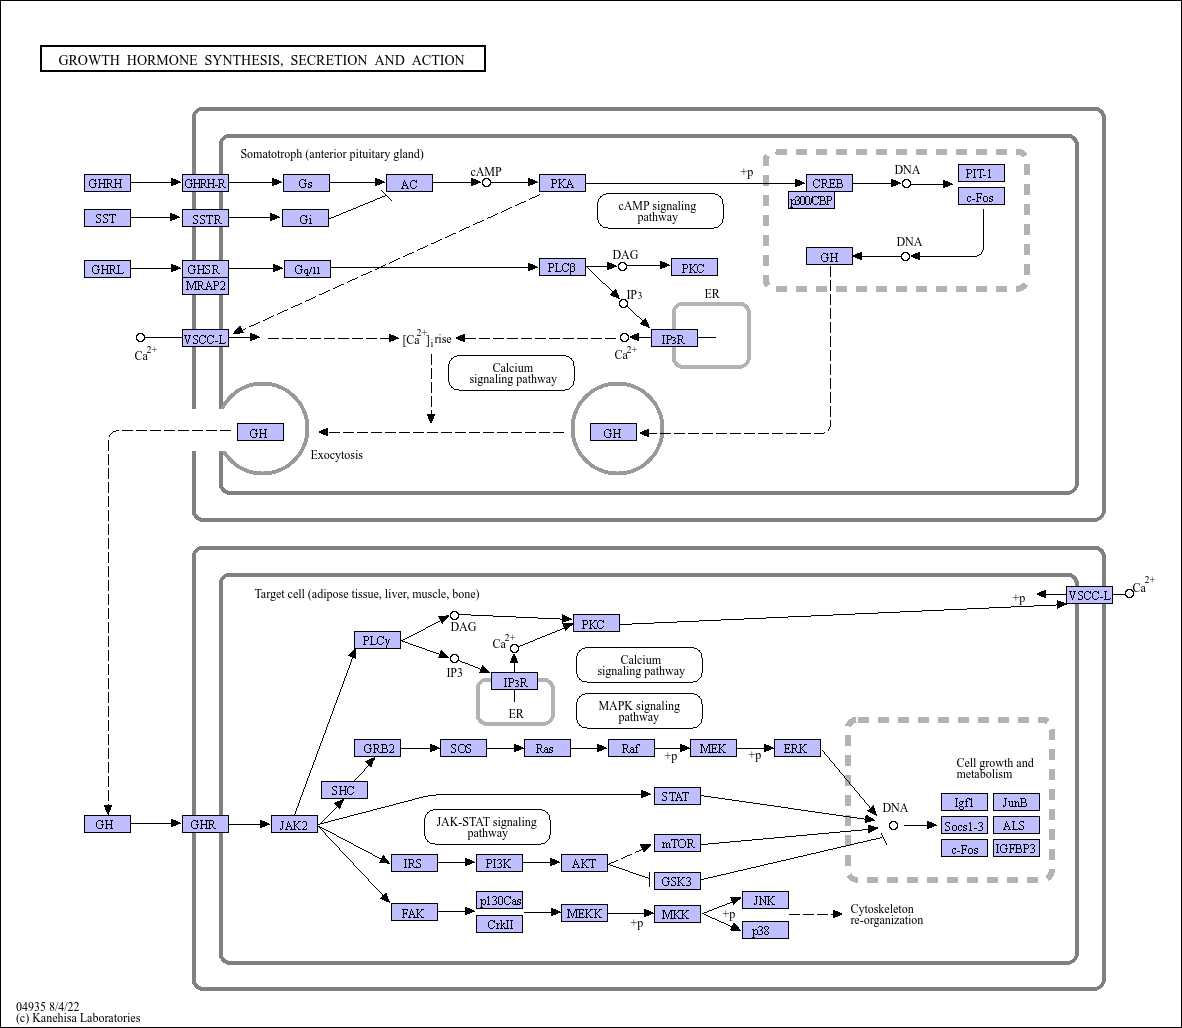 GROWTH HORMONE SYNTHESIS, SECRETION AND ACTION
Somatotroph (anterior pituitary gland)
GHRH
GHRH-R
Gs
AC
cAMP
PKA
+p
CREB
p300/CBP
DNA
PIT-1
c-Fos
SST
SSTR
Gi
cAMP signaling
pathway
GHRL
GHSR
MRAP2
Gq/11
PLCβ
DAG
PKC
IP3
GH
DNA
ER
Ca2+
VSCC-L
[Ca2+]i rise
Ca2+
IP3R
Calcium
signaling pathway
GH
GH
Exocytosis
Target cell (adipose tissue, liver, muscle, bone)
+p
VSCC-L
Ca2+
PLCγ
DAG
PKC
Ca2+
IP3
IP3R
ER
Calcium
signaling pathway
MAPK signaling
pathway
GRB2
SOS
Ras
Raf
+p
MEK
+p
ERK
SHC
STAT
Cell growth and
metabolism
DNA
Igf1
JunB
Socs1-3
ALS
c-Fos
IGFBP3
GH
GHR
JAK2
JAK-STAT signaling
pathway
mTOR
IRS
PI3K
AKT
GSK3
FAK
p130Cas
CrkII
MEKK
+p
MKK
+p
JNK
p38
Cytoskeleton
re-organization
04935 8/4/22
(c) Kanehisa Laboratories